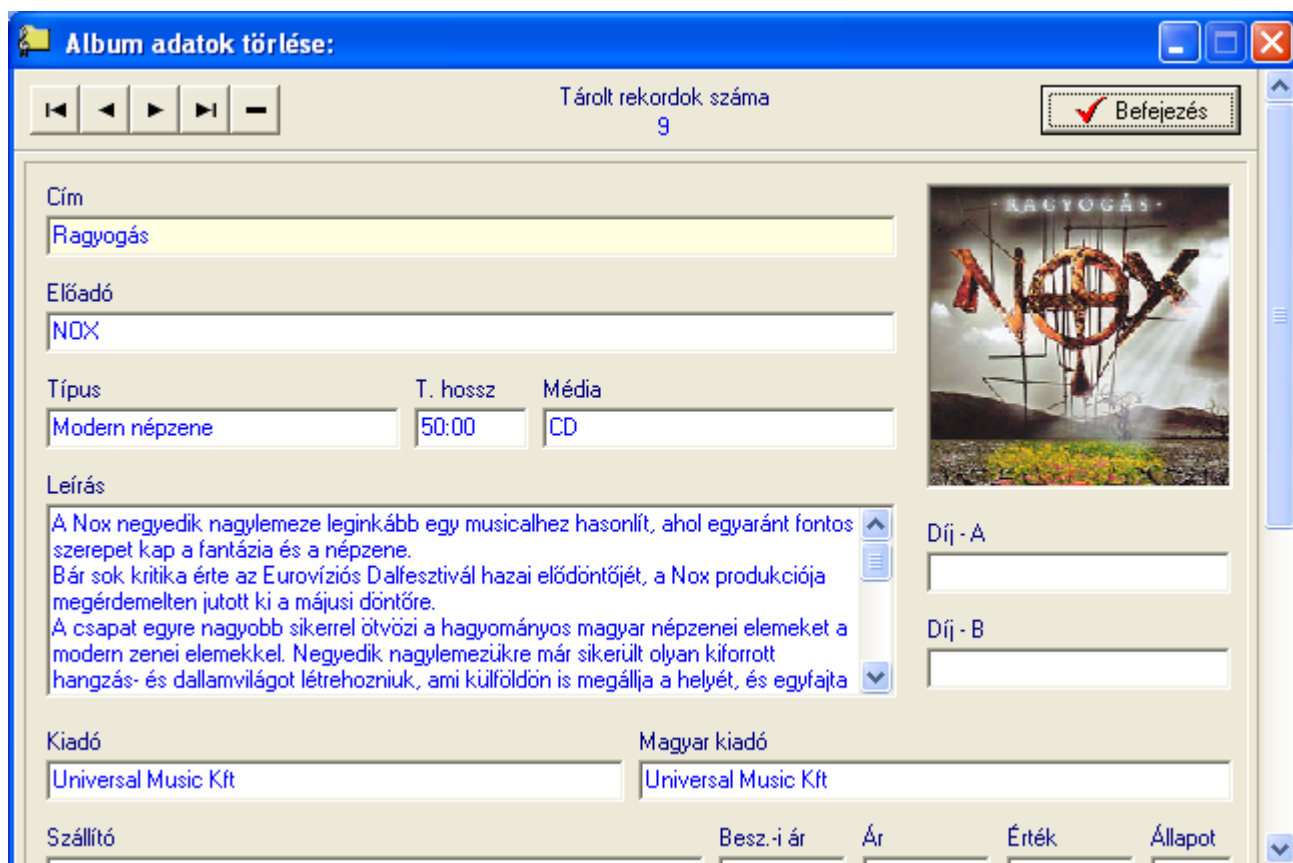 Album adatok törlése:
Tárolt rekordok száma
9
Befejezés
Cím
Ragyogás
- RAGYOGÁS -
NOX
Előadó
NOX
Típus
T. hossz
Média
Modern népzene
50:00
CD
Leírás
A Nox negyedik nagylemeze leginkább egy musicalhez hasonlít, ahol egyaránt fontos
szerepet kap a fantázia és a népzene.
Bár sok kritika érte az Eurovíziós Dalfesztivál hazai elődöntőjét, a Nox produkciója
megérdemelten jutott ki a májusi döntőre.
A csapat egyre nagyobb sikerrel ötvözi a hagyományos magyar népzenei elemeket a
modern zenei elemekkel. Negyedik nagylemezükre már sikerült olyan kiforrott
hangzás- és dallamvilágot létrehozniuk, ami külföldön is megállja a helyét, és egyfajta
Díj - A
Díj - B
Kiadó
Magyar kiadó
Universal Music Kft
Universal Music Kft
Szállító
Besz.-i ár
Ár
Érték
Állapot